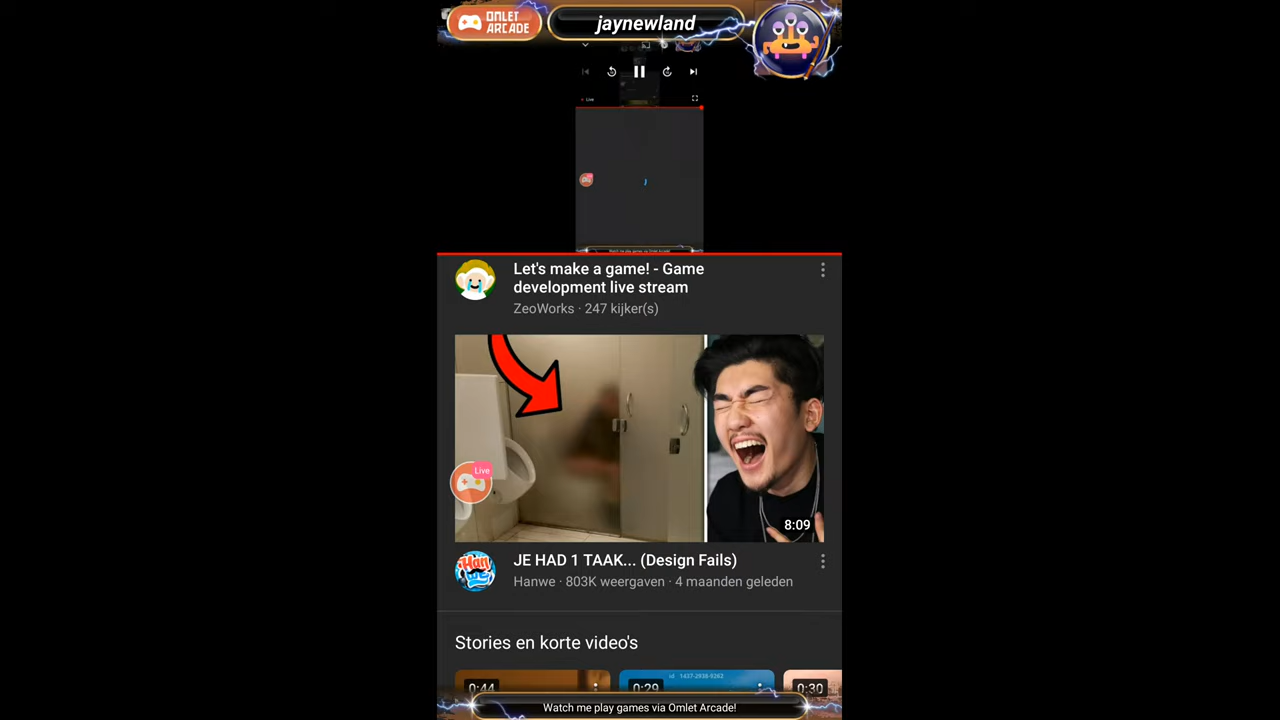 OMLET
ARCADE
jaynewland
Live
Let's make a game! - Game
development live stream
ZeoWorks · 247 kijker(s)
Live
8:09
JE HAD 1 TAAK... (Design Fails)
Hanwe · 803K weergaven · 4 maanden geleden
Stories en korte video's
0:44
0:29
0:30
Watch me play games via Omlet Arcade!